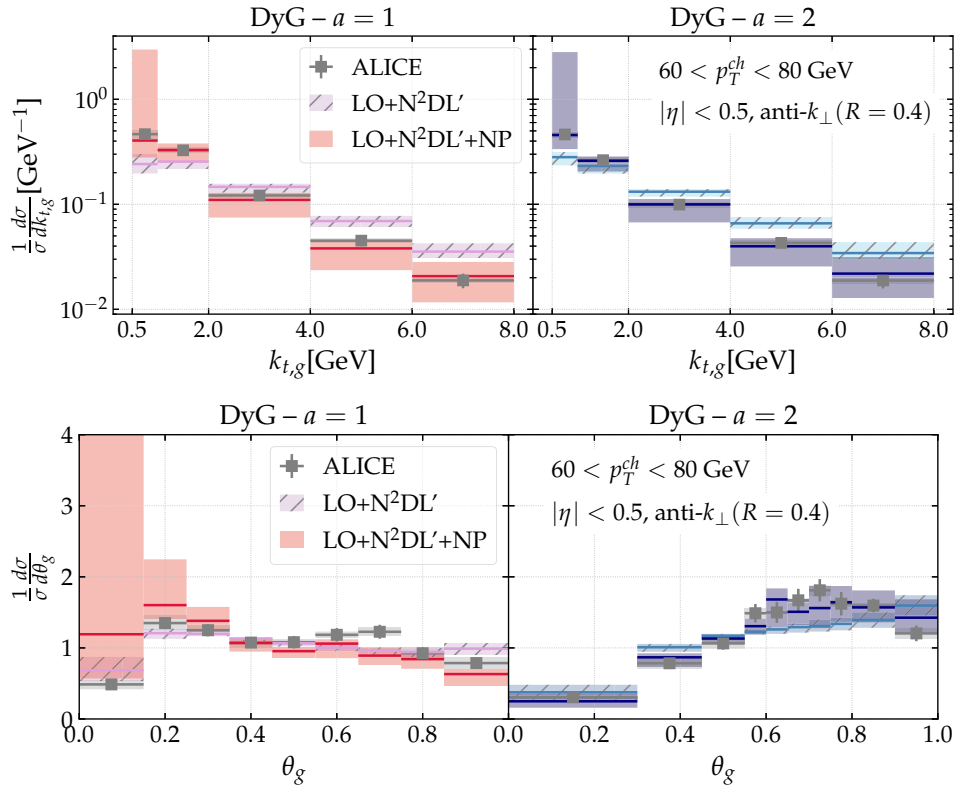 DyG – a = 1
DyG – a = 2
1/σ dσ/dk_{t,g} [GeV⁻¹]
10⁰
10⁻¹
10⁻²
ALICE
LO+N²DL′
LO+N²DL′+NP
60 < p_T^{ch} < 80 GeV
|η| < 0.5, anti-k_⊥(R = 0.4)
0.5 2.0 4.0 6.0 8.0
0.5 2.0 4.0 6.0 8.0
k_{t,g}[GeV]
k_{t,g}[GeV]
DyG – a = 1
DyG – a = 2
1/σ dσ/dθ_g
4
3
2
1
0
ALICE
LO+N²DL′
LO+N²DL′+NP
60 < p_T^{ch} < 80 GeV
|η| < 0.5, anti-k_⊥(R = 0.4)
0.0 0.2 0.4 0.6 0.8 0.0
0.2 0.4 0.6 0.8 1.0
θ_g
θ_g